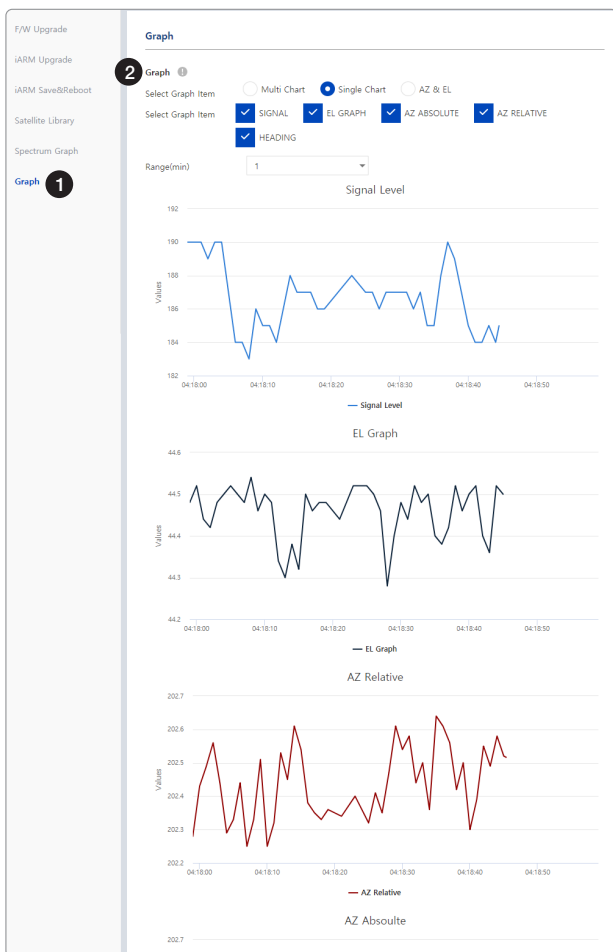 F/W Upgrade
iARM Upgrade
iARM Save&Reboot
Satellite Library
Spectrum Graph
Graph 1
Graph
2 Graph !
Select Graph Item Multi Chart Single Chart AZ & EL
Select Graph Item SIGNAL EL GRAPH AZ ABSOLUTE AZ RELATIVE
HEADING
Range(min) 1
Signal Level
192
190
188
186
184
182
Values
04:18:00 04:18:10 04:18:20 04:18:30 04:18:40 04:18:50
Signal Level
EL Graph
44.6
44.5
44.4
44.3
44.2
Values
04:18:00 04:18:10 04:18:20 04:18:30 04:18:40 04:18:50
EL Graph
AZ Relative
202.7
202.6
202.5
202.4
202.3
202.2
Values
04:18:00 04:18:10 04:18:20 04:18:30 04:18:40 04:18:50
AZ Relative
AZ Absoulte
202.7